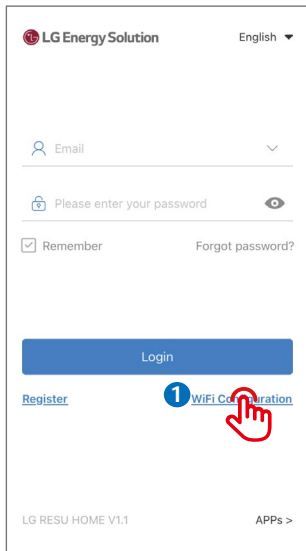 LG Energy Solution English
Email
Please enter your password
Remember Forgot password?
Login
Register 1 WiFi Configuration
LG RESU HOME V1.1 APPs >